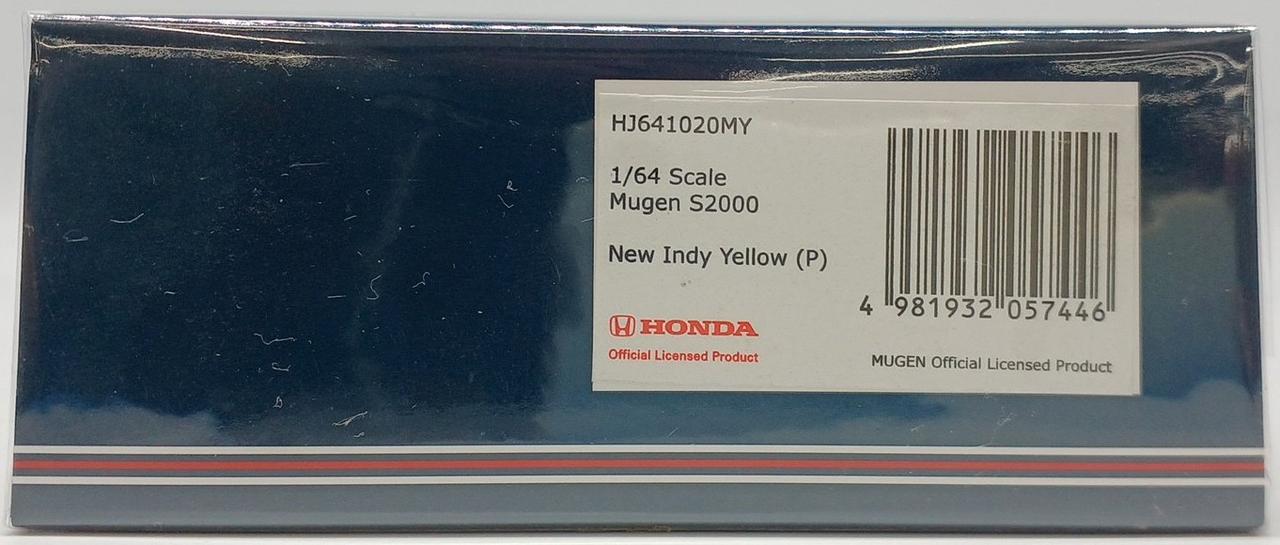 HJ641020MY
1/64 Scale
Mugen S2000
New Indy Yellow (P)
HONDA
Official Licensed Product
4 981932 057446
MUGEN Official Licensed Product